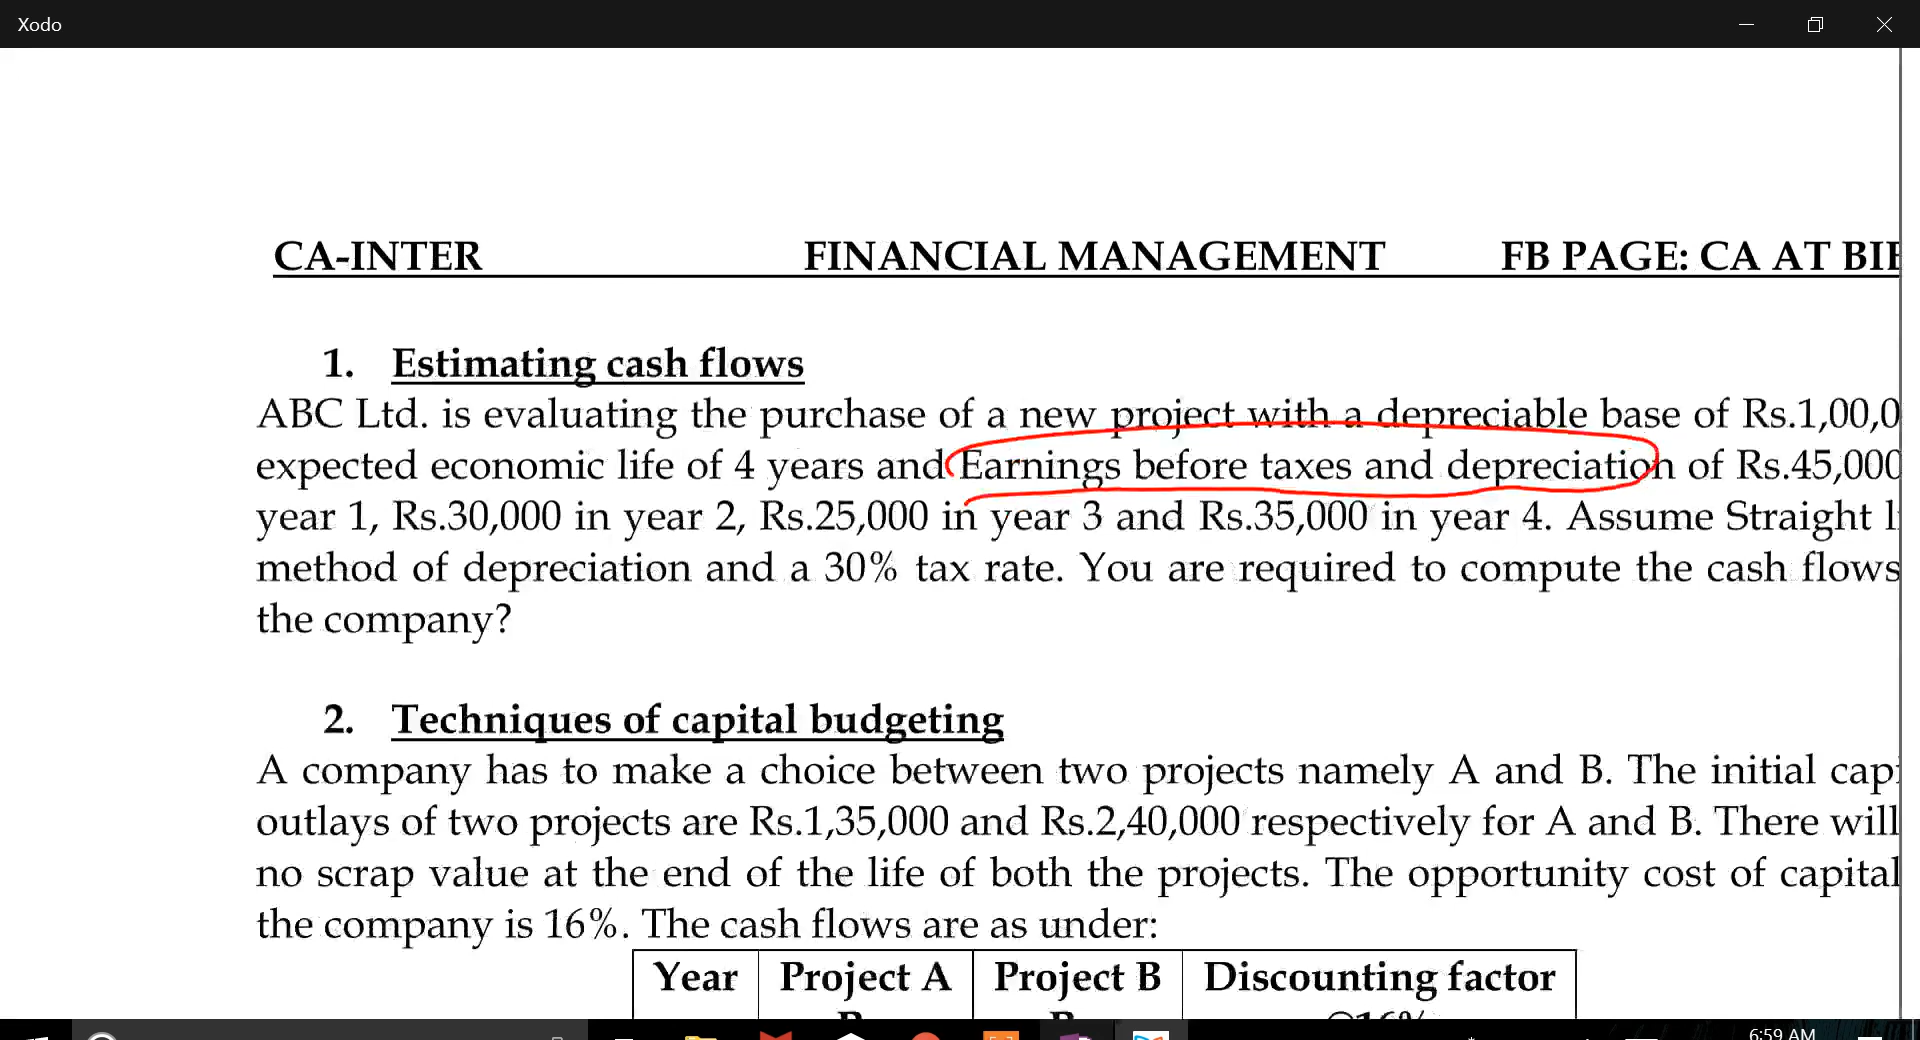 Xodo
CA-INTER FINANCIAL MANAGEMENT FB PAGE: CA AT
1. Estimating cash flows
ABC Ltd. is evaluating the purchase of a new project with a depreciable base of Rs.1,00,0
expected economic life of 4 years and Earnings before taxes and depreciation of Rs.45,000
year 1, Rs.30,000 in year 2, Rs.25,000 in year 3 and Rs.35,000 in year 4. Assume Straight
method of depreciation and a 30% tax rate. You are required to compute the cash flows
the company?
2. Techniques of capital budgeting
A company has to make a choice between two projects namely A and B. The initial
outlays of two projects are Rs.1,35,000 and Rs.2,40,000 respectively for A and B. There will
no scrap value at the end of the life of both the projects. The opportunity cost of capital
the company is 16%. The cash flows are as under:
Year Project A Project B Discounting factor
6:59 AM